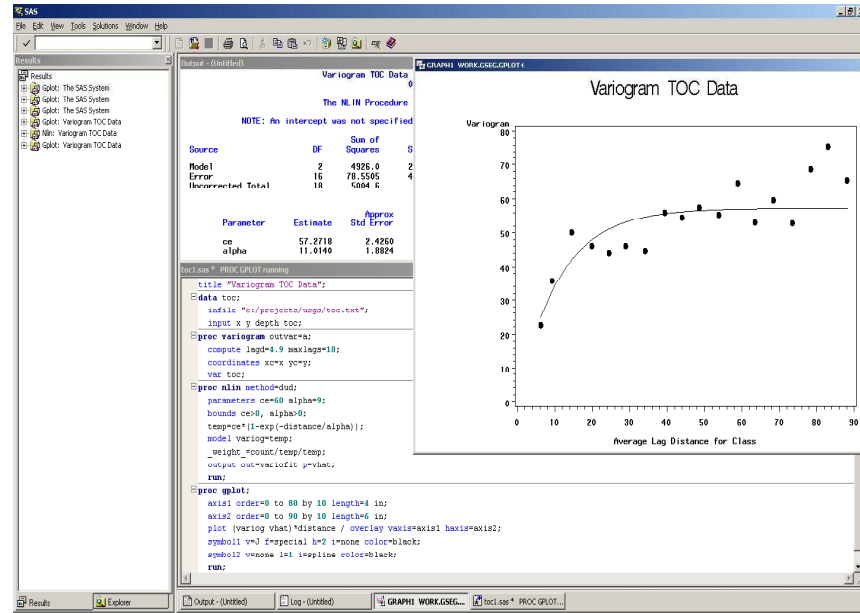 SAS
File Edit View Tools Solutions Window Help
Results
Results
Gplot: The SAS System
Gplot: The SAS System
Gplot: The SAS System
Gplot: Variogram TOC Data
Nlin: Variogram TOC Data
Gplot: Variogram TOC Data
Output - (Untitled)
Variogram TOC Data
0
The NLIN Procedure
NOTE: An intercept was not specified
Sum of
Source DF Squares S
Model 2 4926.0 2
Error 16 78.5505 4
Uncorrected Total 18 5004.6
Approx
Parameter Estimate Std Error
ce 57.2718 2.4260
alpha 11.0140 1.8824
toc1.sas * PROC GPLOT running
title "Variogram TOC Data";
data toc;
infile "c:/projects/usgs/toc.txt";
input x y depth toc;
proc variogram outvar=a;
compute lagd=4.9 maxlags=18;
coordinates xc=x yc=y;
var toc;
proc nlin method=dud;
parameters ce=60 alpha=9;
bounds ce>0, alpha>0;
temp=ce*(1-exp(-distance/alpha));
model variog=temp;
_weight_=count/temp/temp;
output out=variofit p=vhat;
run;
proc gplot;
axis1 order=0 to 80 by 10 length=4 in;
axis2 order=0 to 90 by 10 length=6 in;
plot (variog vhat)*distance / overlay vaxis=axis1 haxis=axis2;
symbol1 v=J f=special h=2 i=none color=black;
symbol2 v=none l=1 i=spline color=black;
run;
GRAPH1 WORK.GSEG.GPLOT4
Variogram TOC Data
Variogram
80
70
60
50
40
30
20
10
0
0 10 20 30 40 50 60 70 80 90
Average Lag Distance for Class
Results Explorer Output - (Untitled) Log - (Untitled) GRAPH1 WORK.GSEG.... toc1.sas * PROC GPLOT...